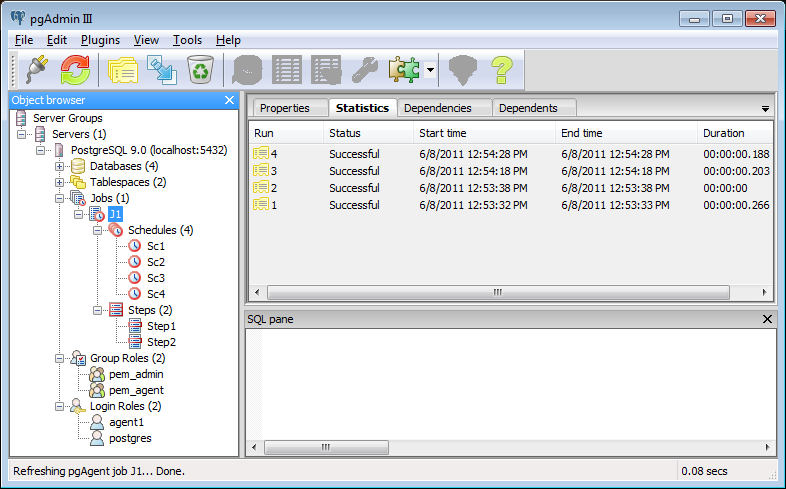 pgAdmin III
File Edit Plugins View Tools Help
Object browser
Server Groups
Servers (1)
PostgreSQL 9.0 (localhost:5432)
Databases (4)
Tablespaces (2)
Jobs (1)
J1
Schedules (4)
Sc1
Sc2
Sc3
Sc4
Steps (2)
Step1
Step2
Group Roles (2)
pem_admin
pem_agent
Login Roles (2)
agent1
postgres
Properties Statistics Dependencies Dependents
Run Status Start time End time Duration
4 Successful 6/8/2011 12:54:28 PM 6/8/2011 12:54:28 PM 00:00:00.188
3 Successful 6/8/2011 12:54:18 PM 6/8/2011 12:54:18 PM 00:00:00.203
2 Successful 6/8/2011 12:53:38 PM 6/8/2011 12:53:38 PM 00:00:00
1 Successful 6/8/2011 12:53:32 PM 6/8/2011 12:53:33 PM 00:00:00.266
SQL pane
Refreshing pgAgent job J1... Done. 0.08 secs